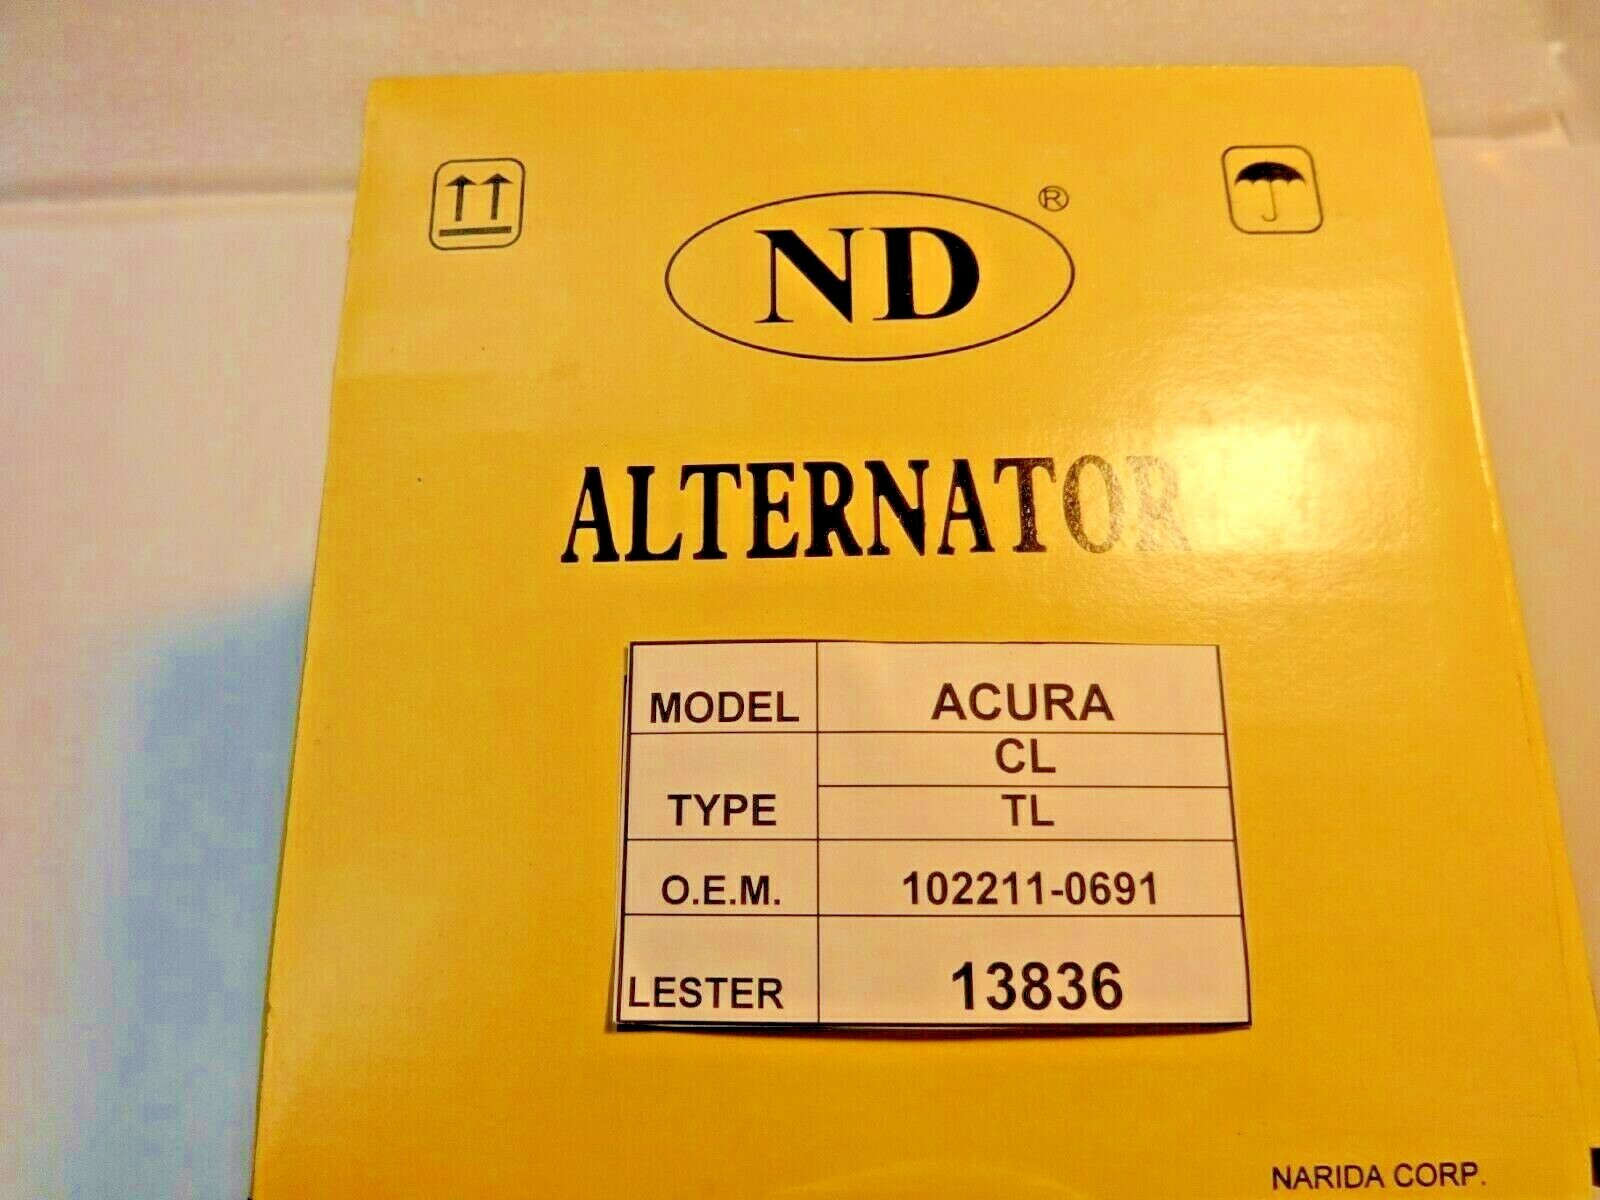 ND ®
ALTERNATOR
MODEL ACURA
TYPE CL
TL
O.E.M. 102211-0691
LESTER 13836
NARIDA CORP.